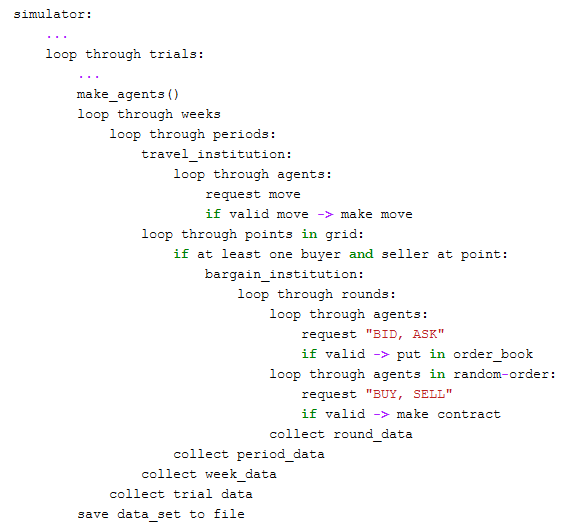 simulator:
    ...
    loop through trials:
        ...
        make_agents()
        loop through weeks
            loop through periods:
                travel_institution:
                    loop through agents:
                        request move
                        if valid move -> make move
                loop through points in grid:
                    if at least one buyer and seller at point:
                        bargain_institution:
                            loop through rounds:
                                loop through agents:
                                    request "BID, ASK"
                                    if valid -> put in order_book
                                loop through agents in random-order:
                                    request "BUY, SELL"
                                    if valid -> make contract
                                collect round_data
                    collect period_data
                collect week_data
            collect trial data
        save data_set to file